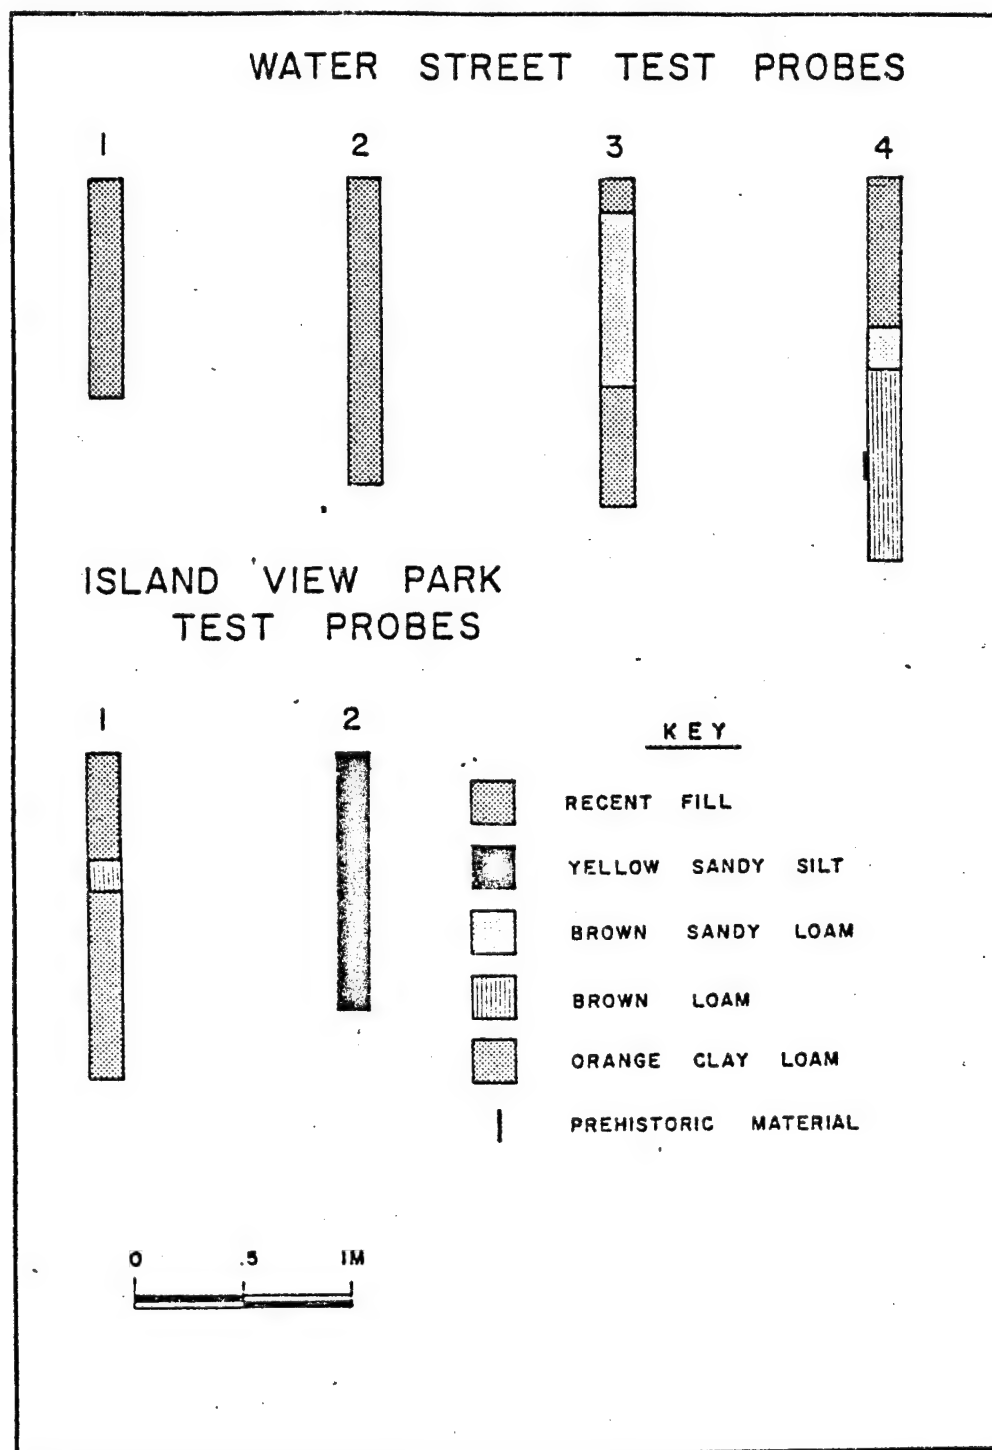 WATER STREET TEST PROBES
1 2 3 4
ISLAND VIEW PARK
TEST PROBES
1 2
KEY
RECENT FILL
YELLOW SANDY SILT
BROWN SANDY LOAM
BROWN LOAM
ORANGE CLAY LOAM
PREHISTORIC MATERIAL
0 .5 1M